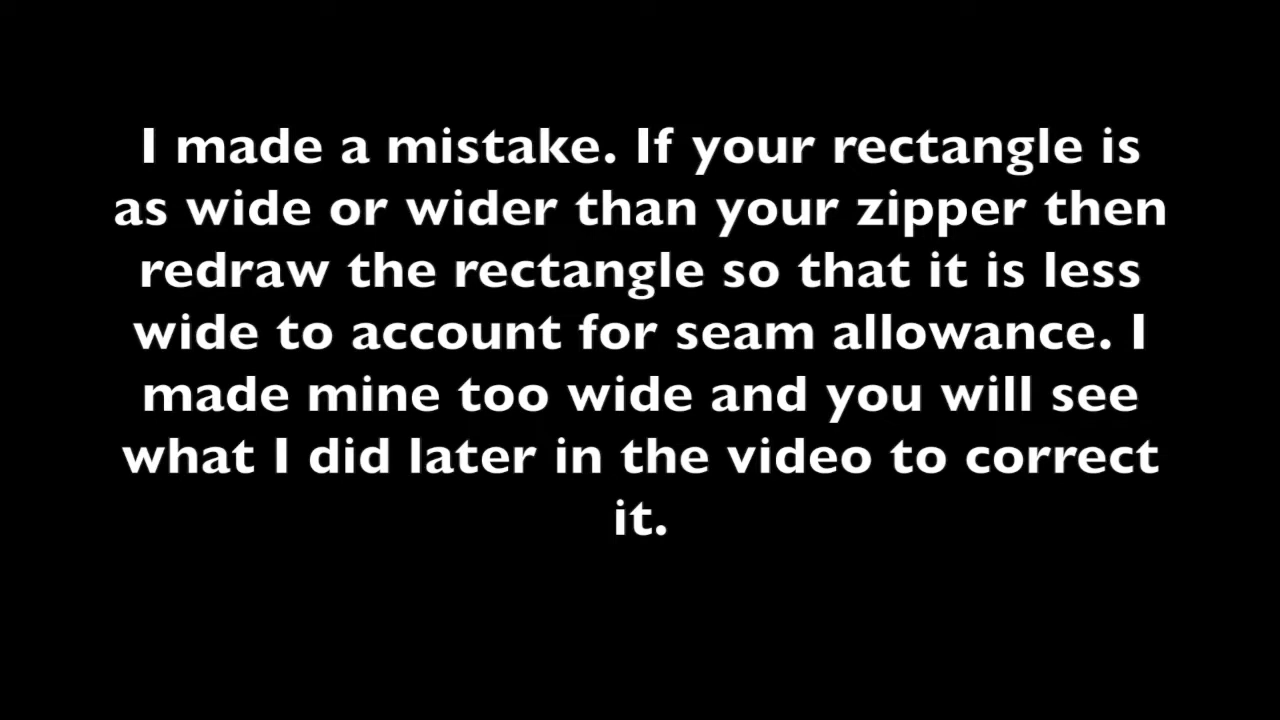 I made a mistake. If your rectangle is
as wide or wider than your zipper then
redraw the rectangle so that it is less
wide to account for seam allowance. I
made mine too wide and you will see
what I did later in the video to correct
it.